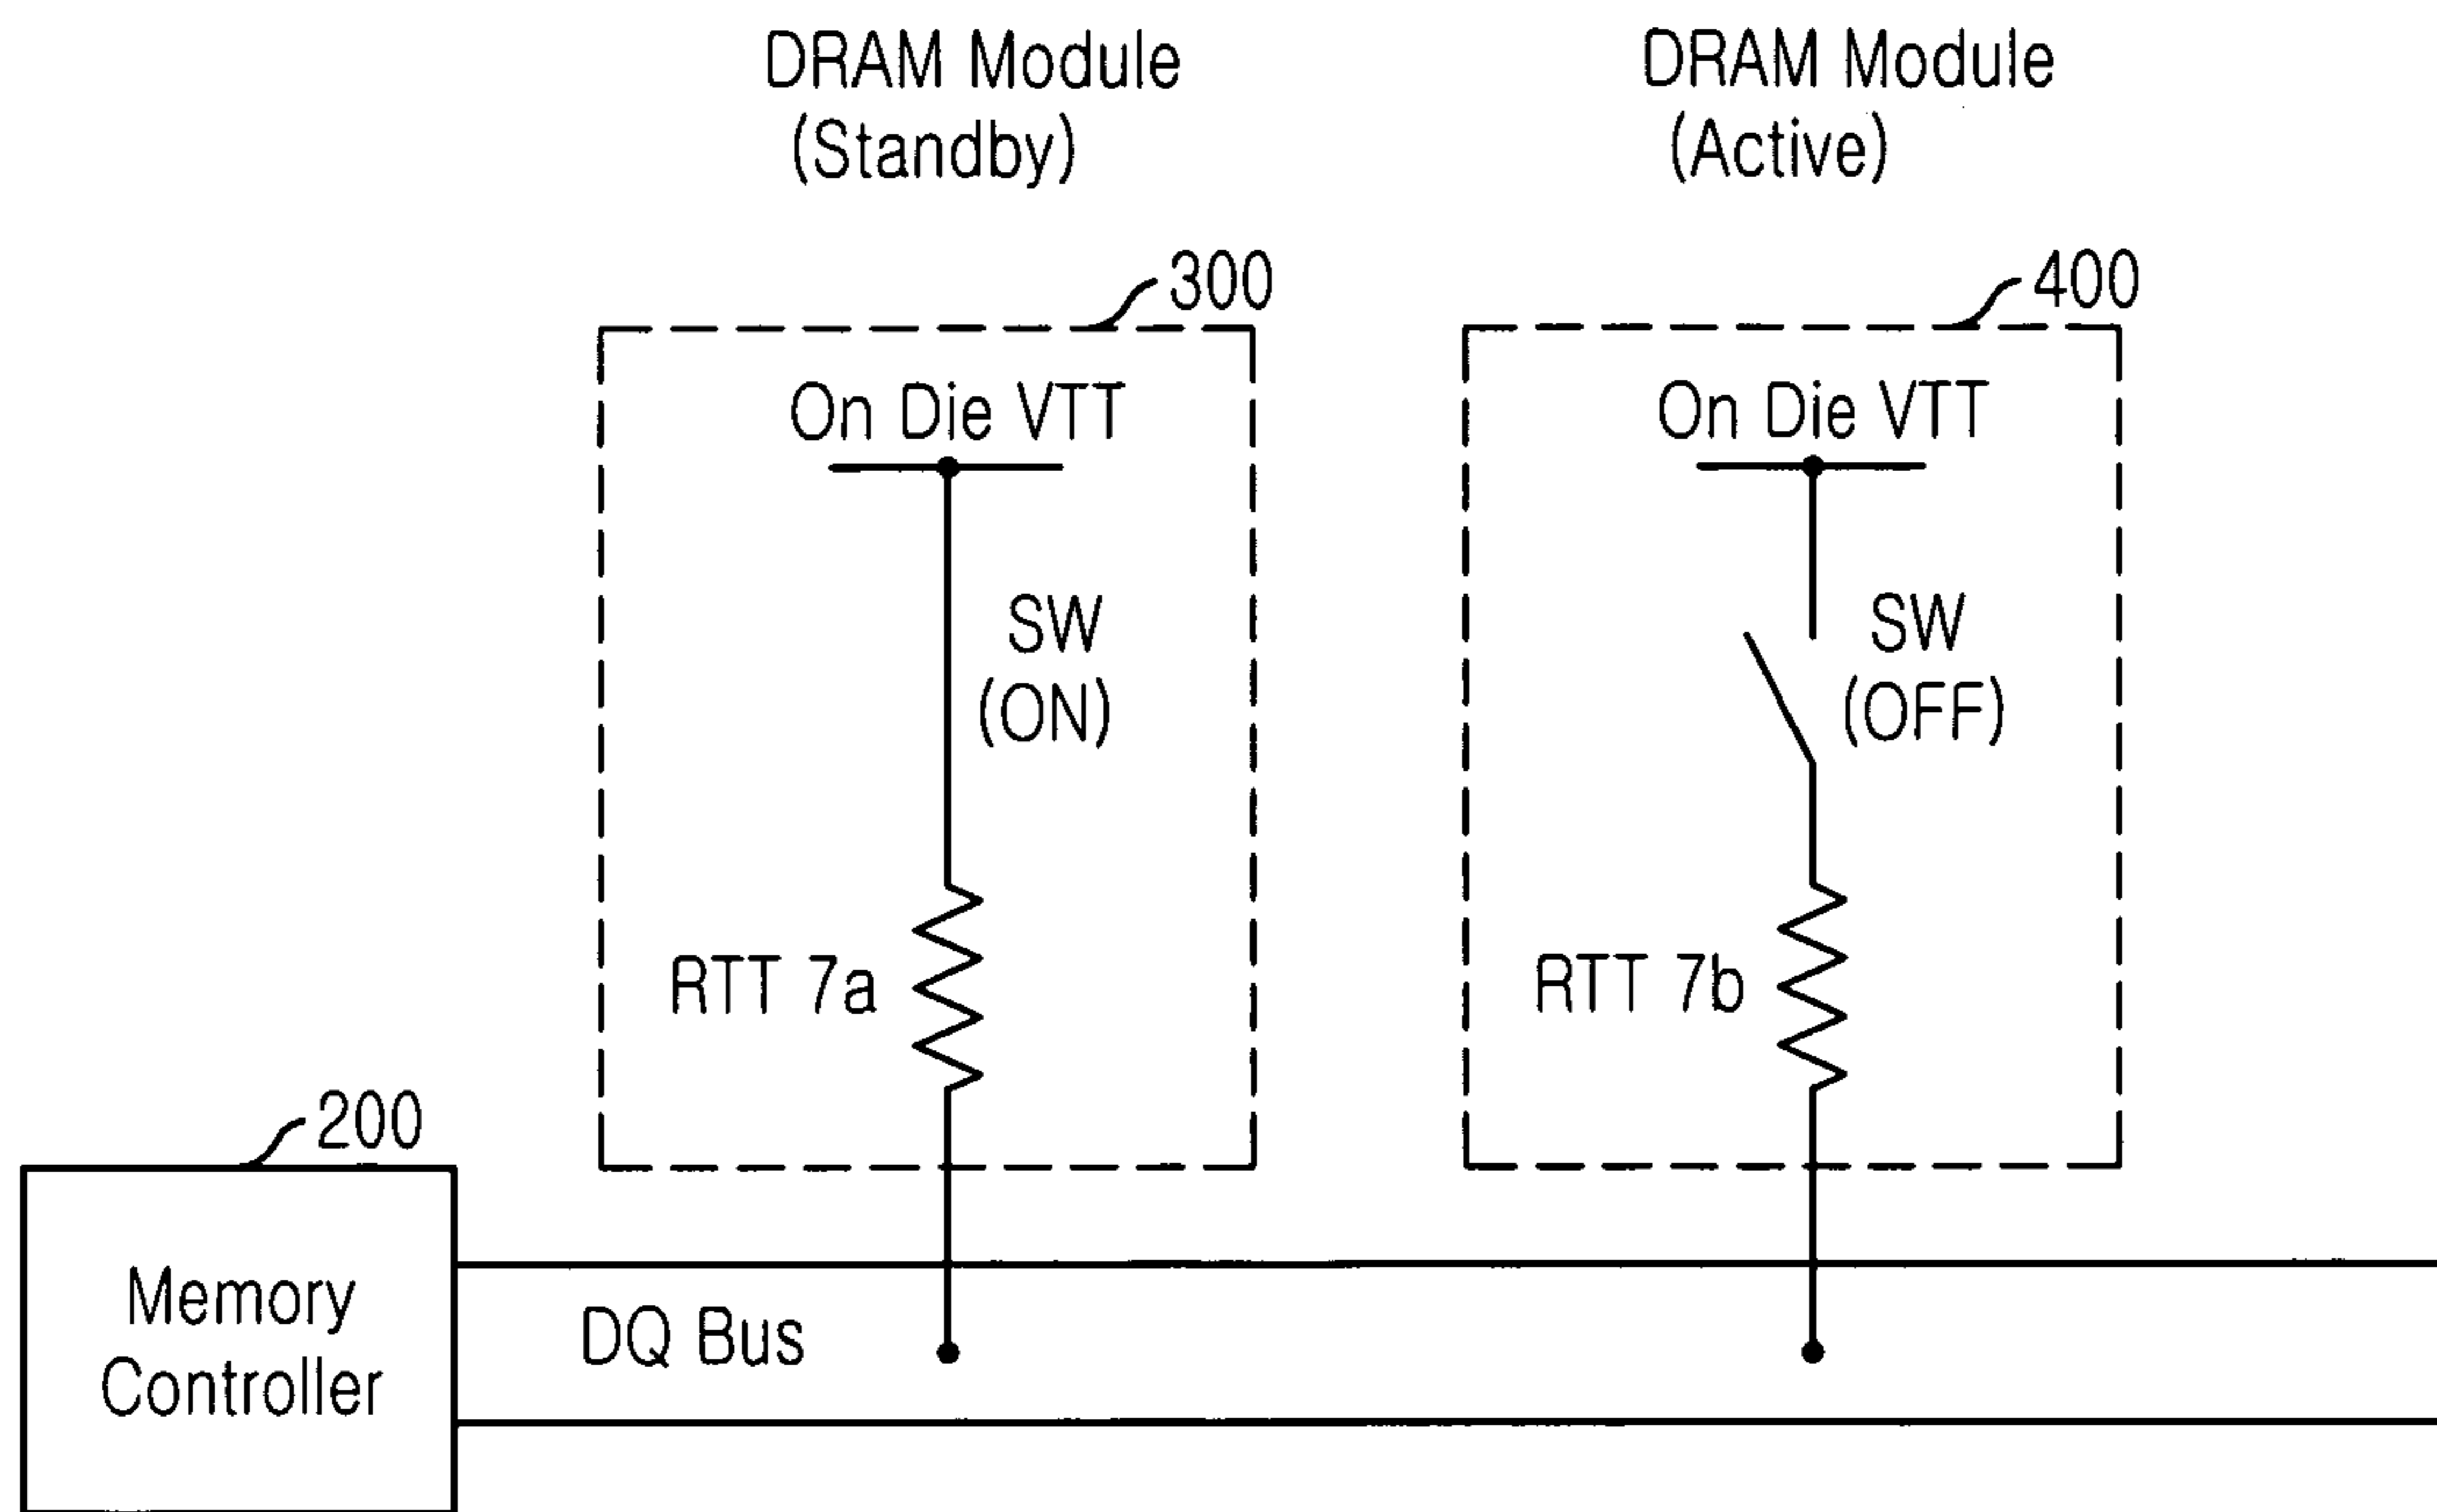 DRAM Module
(Standby)
DRAM Module
(Active)
300
400
On Die VTT
On Die VTT
SW
(ON)
SW
(OFF)
RTT 7a
RTT 7b
200
Memory
Controller
DQ Bus